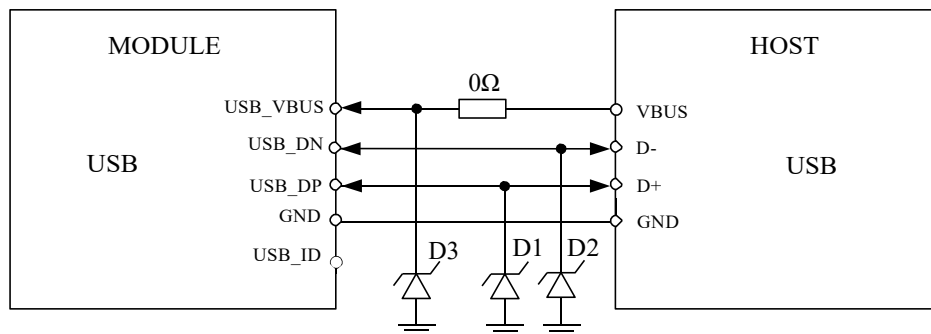 MODULE
HOST
0Ω
USB_VBUS
VBUS
USB_DN
D-
USB
USB
USB_DP
D+
GND
GND
USB_ID
D3
D1
D2